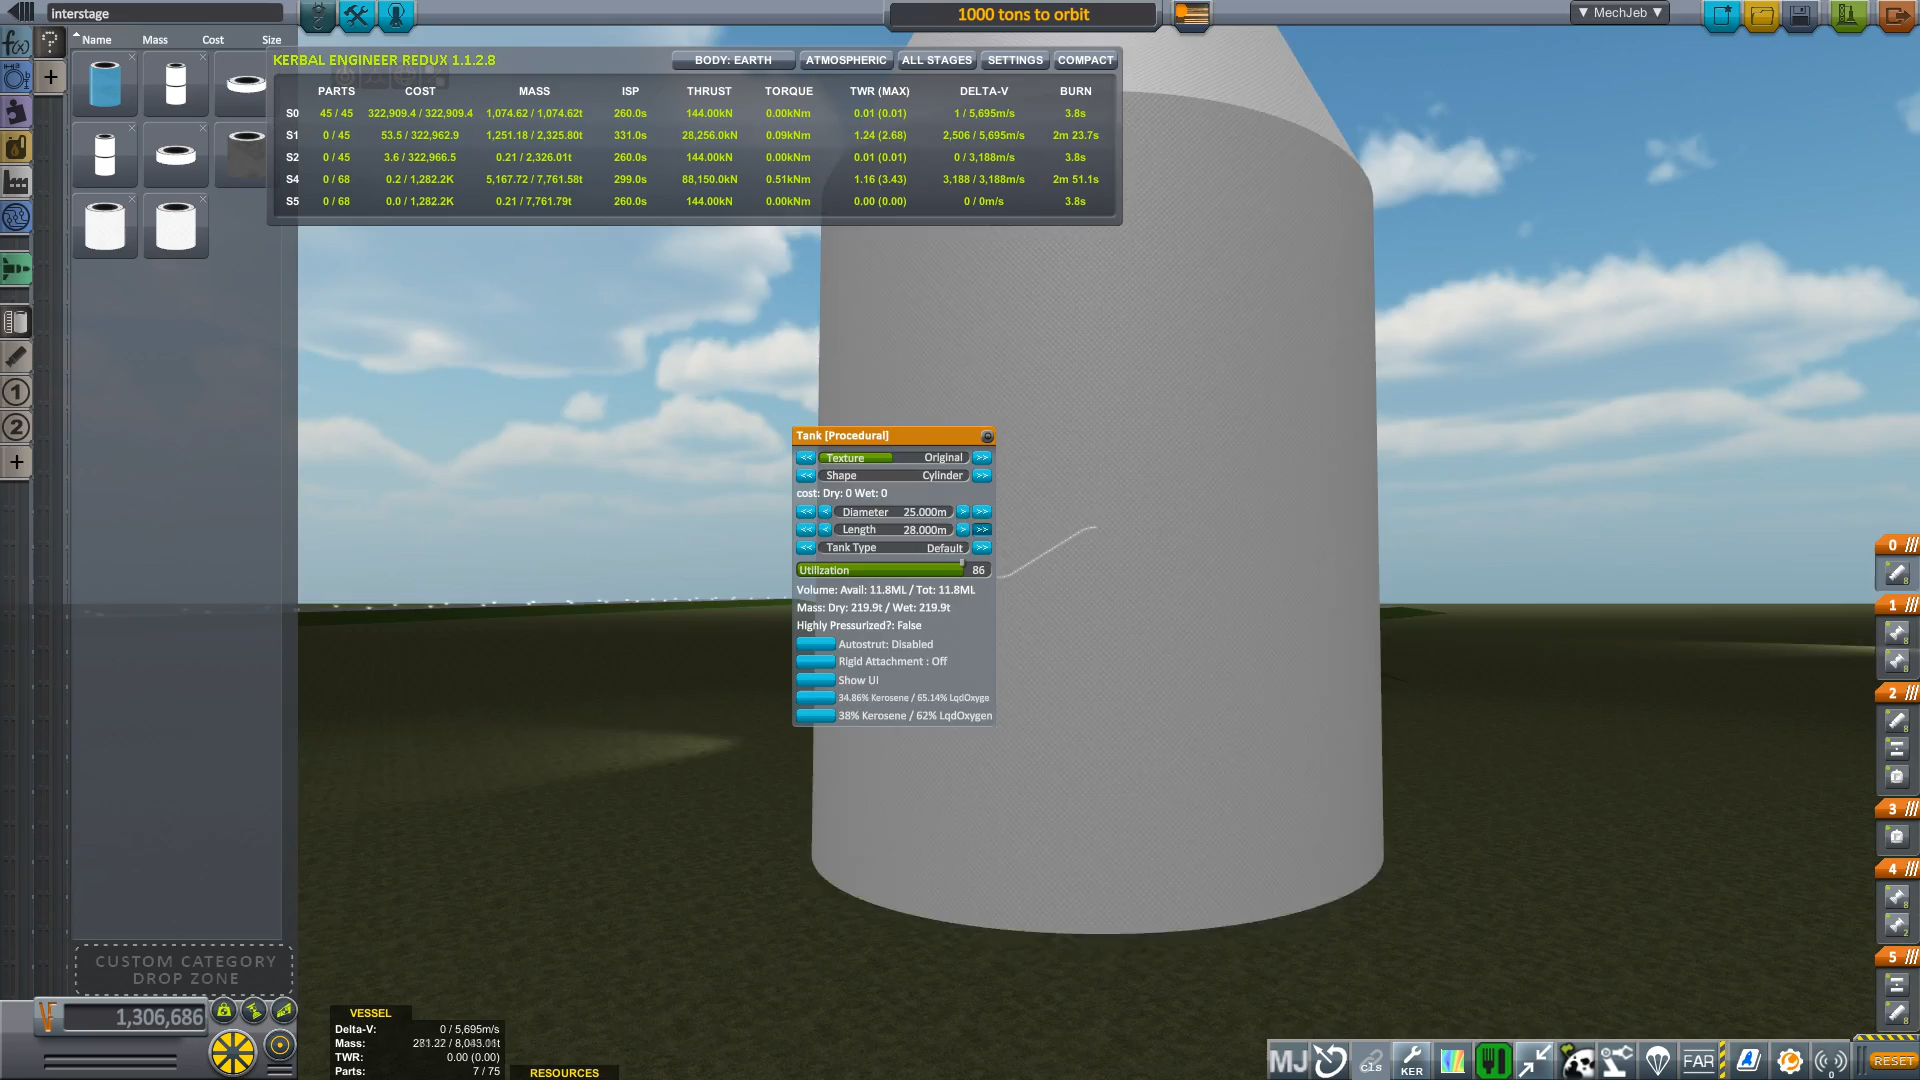 interstage
1000 tons to orbit
▼ MechJeb ▼
Name Mass Cost Size
KERBAL ENGINEER REDUX 1.1.2.8
BODY: EARTH ATMOSPHERIC ALL STAGES SETTINGS COMPACT
PARTS COST MASS ISP THRUST TORQUE TWR (MAX) DELTA-V BURN
S0 45 / 45 322,909.4 / 322,909.4 1,074.62 / 1,074.62t 260.0s 144.00kN 0.00kNm 0.01 (0.01) 1 / 5,695m/s 3.8s
S1 0 / 45 53.5 / 322,962.9 1,251.18 / 2,325.80t 331.0s 28,256.0kN 0.09kNm 1.24 (2.68) 2,506 / 5,695m/s 2m 23.7s
S2 0 / 45 3.6 / 322,966.5 0.21 / 2,326.01t 260.0s 144.00kN 0.00kNm 0.01 (0.01) 0 / 3,188m/s 3.8s
S4 0 / 68 0.2 / 1,282.2K 5,167.72 / 7,761.58t 299.0s 88,150.0kN 0.51kNm 1.16 (3.43) 3,188 / 3,188m/s 2m 51.1s
S5 0 / 68 0.0 / 1,282.2K 0.21 / 7,761.79t 260.0s 144.00kN 0.00kNm 0.00 (0.00) 0 / 0m/s 3.8s
Tank [Procedural]
<< Texture Original >>
<< Shape Cylinder >>
cost: Dry: 0 Wet: 0
<< < Diameter 25.000m > >>
<< < Length 28.000m > >>
<< Tank Type Default >>
Utilization 86
Volume: Avail: 11.8ML / Tot: 11.8ML
Mass: Dry: 219.9t / Wet: 219.9t
Highly Pressurized?: False
Autostrut: Disabled
Rigid Attachment : Off
Show UI
34.86% Kerosene / 65.14% LqdOxyge
38% Kerosene / 62% LqdOxygen
0
8
1
8
8
2
8
3
4
8
2
5
8
1
2
CUSTOM CATEGORY
DROP ZONE
1,306,686
VESSEL
Delta-V: 0 / 5,695m/s
Mass:
TWR: 0.00 (0.00)
Parts: 7 / 75
RESOURCES
MJ
cls
KER
FAR
0
RESET